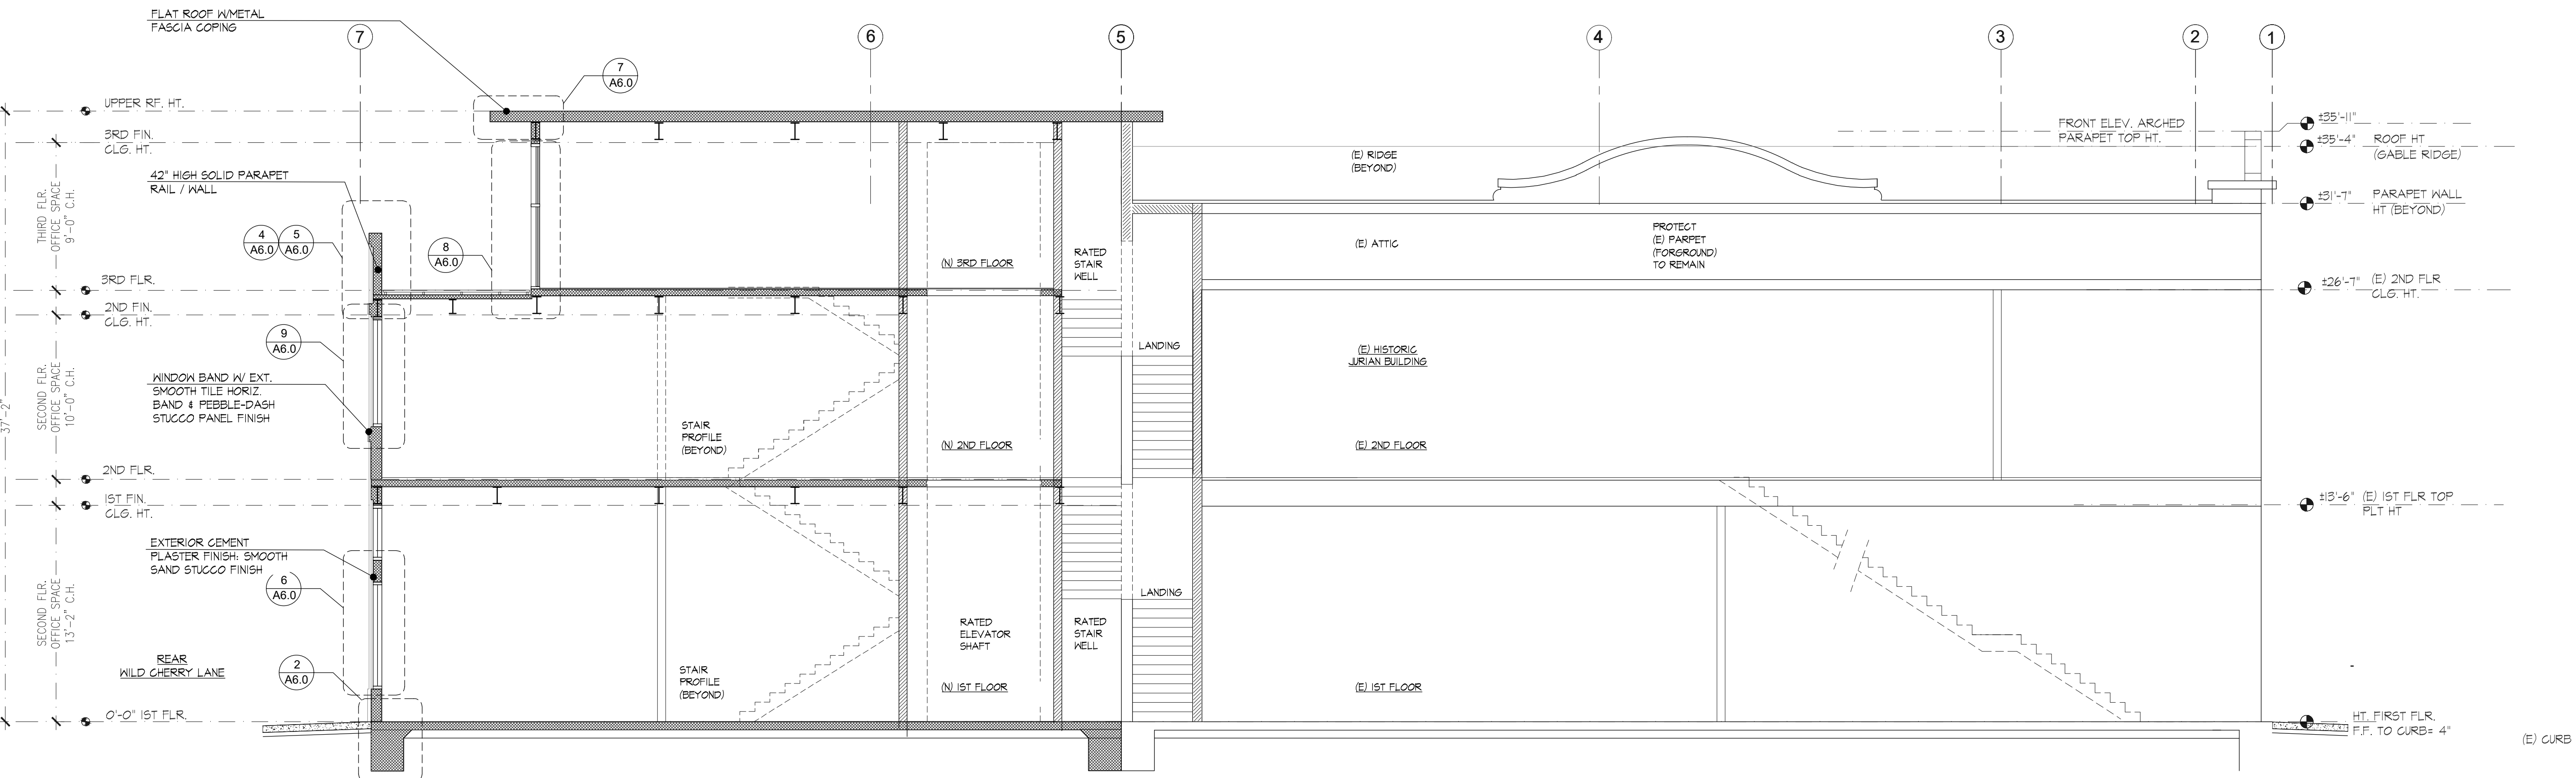 FLAT ROOF W/METAL
FASCIA COPING
7
6
5
4
3
2
1
7
A6.0
UPPER RF. HT.
3RD FIN.
CLG. HT.
42" HIGH SOLID PARAPET
RAIL / WALL
THIRD FLR.
OFFICE SPACE
9'-0" C.H.
4
A6.0
5
A6.0
8
A6.0
3RD FLR.
2ND FIN.
CLG. HT.
9
A6.0
WINDOW BAND W/ EXT.
SMOOTH TILE HORIZ.
BAND & PEBBLE-DASH
STUCCO PANEL FINISH
SECOND FLR.
OFFICE SPACE
10'-0" C.H.
37'-2"
2ND FLR.
1ST FIN.
CLG. HT.
EXTERIOR CEMENT
PLASTER FINISH: SMOOTH
SAND STUCCO FINISH
6
A6.0
SECOND FLR.
OFFICE SPACE
13'-2" C.H.
REAR
WILD CHERRY LANE
2
A6.0
0'-0" 1ST FLR.
(N) 3RD FLOOR
RATED
STAIR
WELL
STAIR
PROFILE
(BEYOND)
(N) 2ND FLOOR
LANDING
STAIR
PROFILE
(BEYOND)
RATED
ELEVATOR
SHAFT
RATED
STAIR
WELL
LANDING
(N) 1ST FLOOR
(E) RIDGE
(BEYOND)
(E) ATTIC
PROTECT
(E) PARPET
(FORGROUND)
TO REMAIN
(E) HISTORIC
JURIAN BUILDING
(E) 2ND FLOOR
(E) 1ST FLOOR
FRONT ELEV. ARCHED
PARAPET TOP HT.
±35'-11"
±35'-4" ROOF HT
(GABLE RIDGE)
±31'-7" PARAPET WALL
HT (BEYOND)
±26'-7" (E) 2ND FLR
CLG. HT.
±13'-6" (E) 1ST FLR TOP
PLT HT
HT. FIRST FLR.
F.F. TO CURB= 4"
(E) CURB